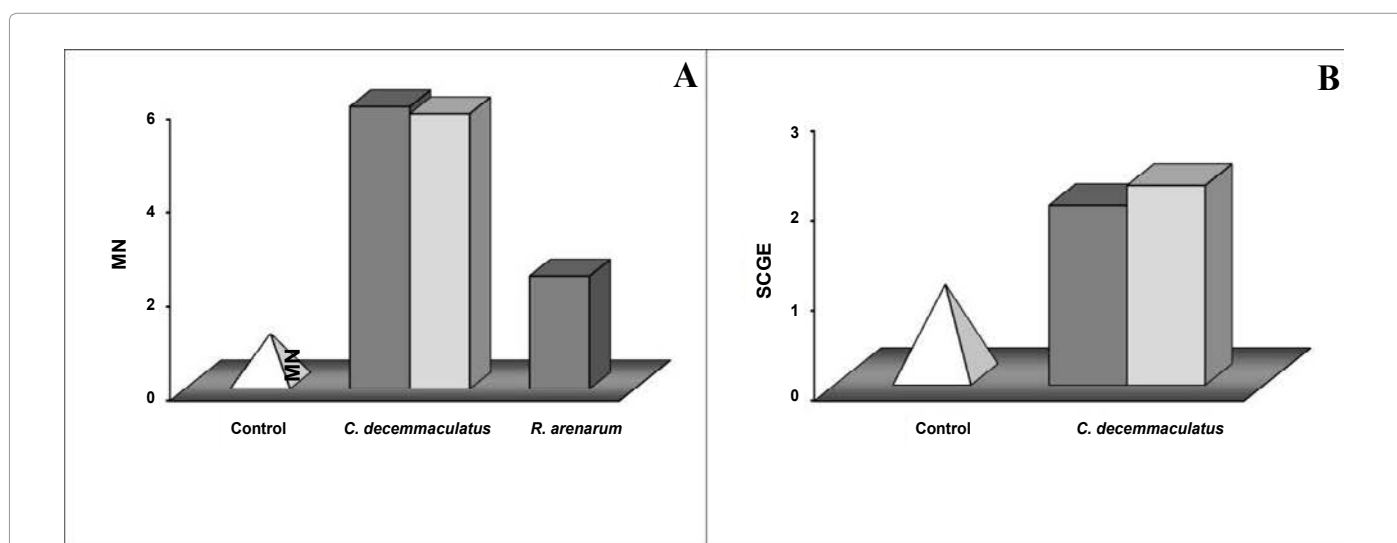 A
6
4
2
0
MN
MN
Control
C. decemmaculatus
R. arenarum
B
3
2
1
0
SCGE
Control
C. decemmaculatus